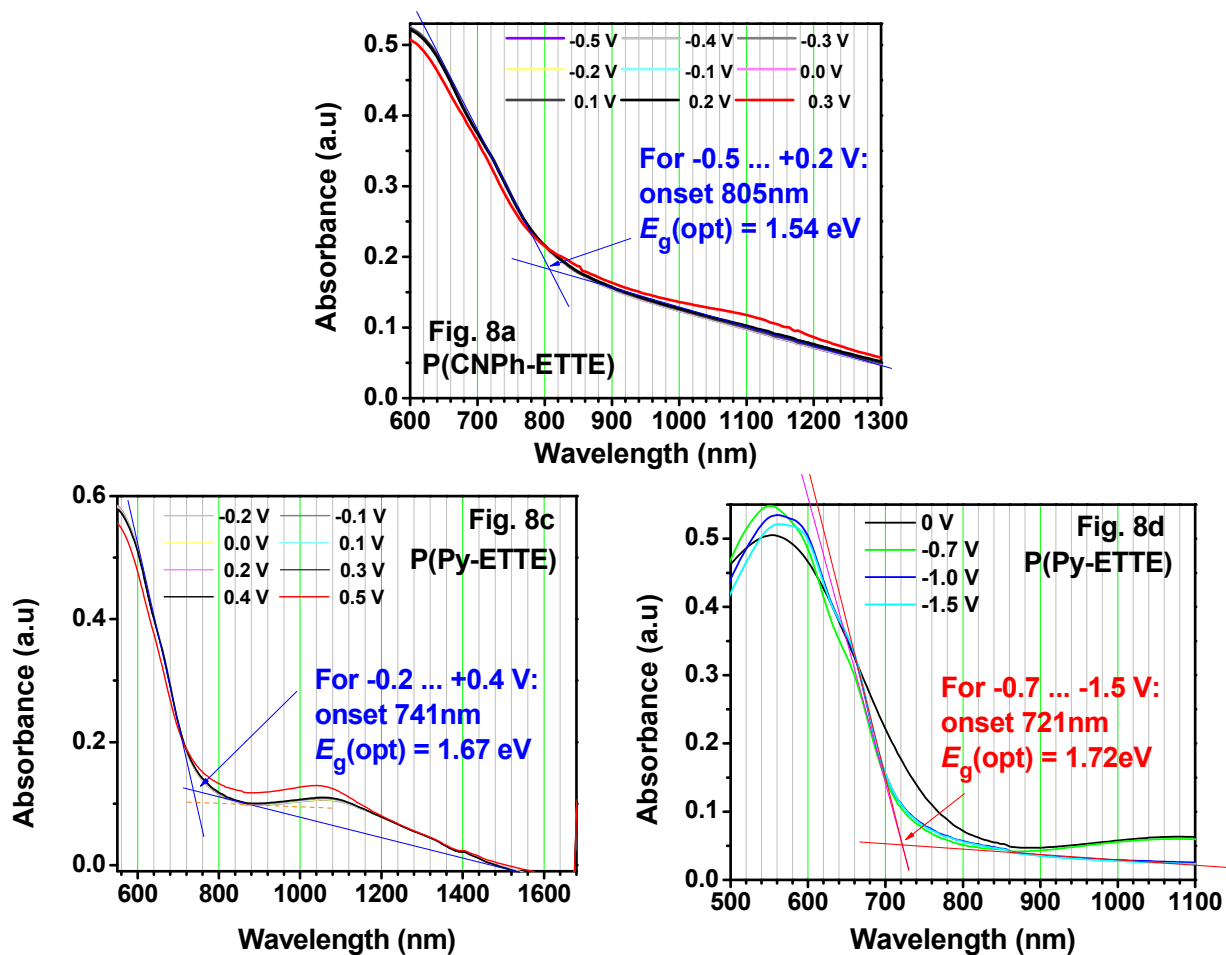 Absorbance (a.u)
0.5
0.4
0.3
0.2
0.1
0.0
-0.5 V -0.4 V -0.3 V
-0.2 V -0.1 V 0.0 V
0.1 V 0.2 V 0.3 V
For -0.5 ... +0.2 V:
onset 805nm
Eg(opt) = 1.54 eV
Fig. 8a
P(CNPh-ETTE)
600 700 800 900 1000 1100 1200 1300
Wavelength (nm)
Absorbance (a.u)
0.6
0.4
0.2
0.0
-0.2 V -0.1 V
0.0 V 0.1 V
0.2 V 0.3 V
0.4 V 0.5 V
Fig. 8c
P(Py-ETTE)
For -0.2 ... +0.4 V:
onset 741nm
Eg(opt) = 1.67 eV
600 800 1000 1200 1400 1600
Wavelength (nm)
Absorbance (a.u)
0.5
0.4
0.3
0.2
0.1
0.0
0 V
-0.7 V
-1.0 V
-1.5 V
Fig. 8d
P(Py-ETTE)
For -0.7 ... -1.5 V:
onset 721nm
Eg(opt) = 1.72eV
500 600 700 800 900 1000 1100
Wavelength (nm)